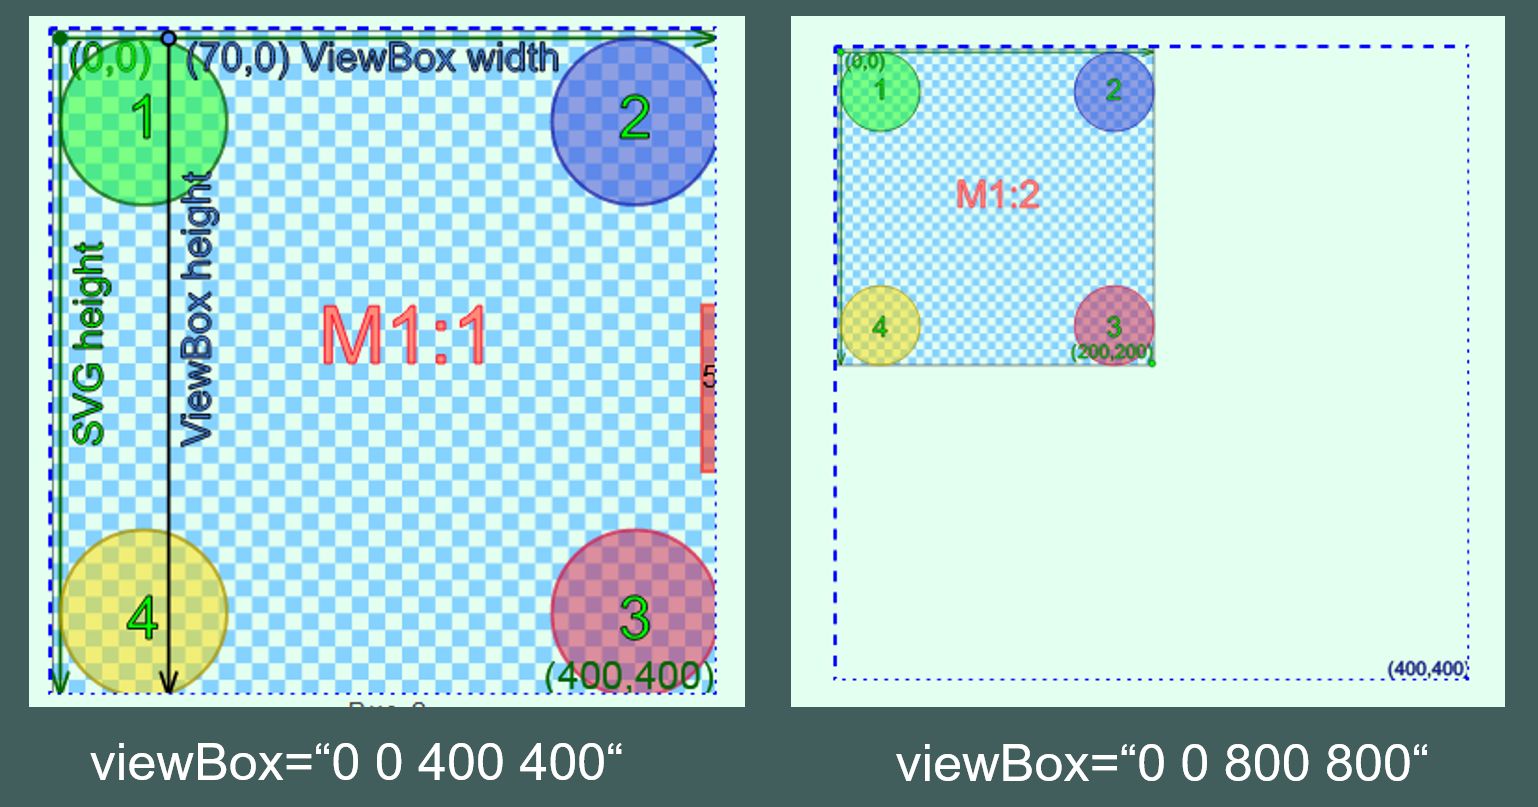 (0,0)
(70,0) ViewBox width
1
2
SVG height
ViewBox height
M1:1
5
4
3
(400,400)
viewBox=“0 0 400 400“
(0,0)
1
2
M1:2
4
3
(200,200)
(400,400)
viewBox=“0 0 800 800“